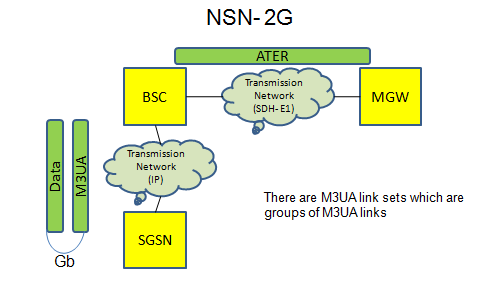 NSN- 2G
ATER
BSC
Transmission
Network
(SDH- E1)
MGW
Data
M3UA
Transmission
Network
(IP)
There are M3UA link sets which are
groups of M3UA links
SGSN
Gb